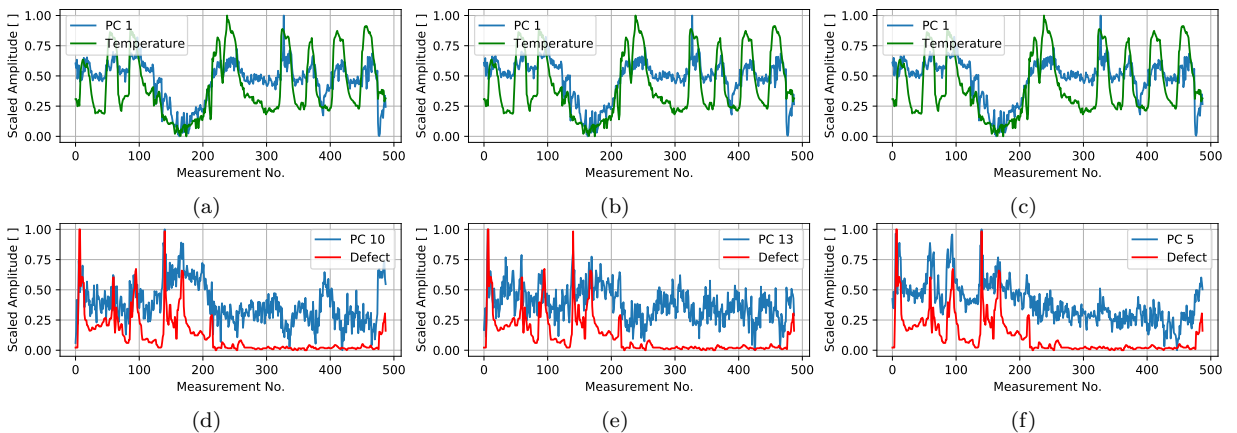 Scaled Amplitude [ ]
1.00
0.75
0.50
0.25
0.00
PC 1
Temperature
0 100 200 300 400 500
Measurement No.
(a)
Scaled Amplitude [ ]
1.00
0.75
0.50
0.25
0.00
PC 1
Temperature
0 100 200 300 400 500
Measurement No.
(b)
Scaled Amplitude [ ]
1.00
0.75
0.50
0.25
0.00
PC 1
Temperature
0 100 200 300 400 500
Measurement No.
(c)
Scaled Amplitude [ ]
1.00
0.75
0.50
0.25
0.00
PC 10
Defect
0 100 200 300 400 500
Measurement No.
(d)
Scaled Amplitude [ ]
1.00
0.75
0.50
0.25
0.00
PC 13
Defect
0 100 200 300 400 500
Measurement No.
(e)
Scaled Amplitude [ ]
1.00
0.75
0.50
0.25
0.00
PC 5
Defect
0 100 200 300 400 500
Measurement No.
(f)